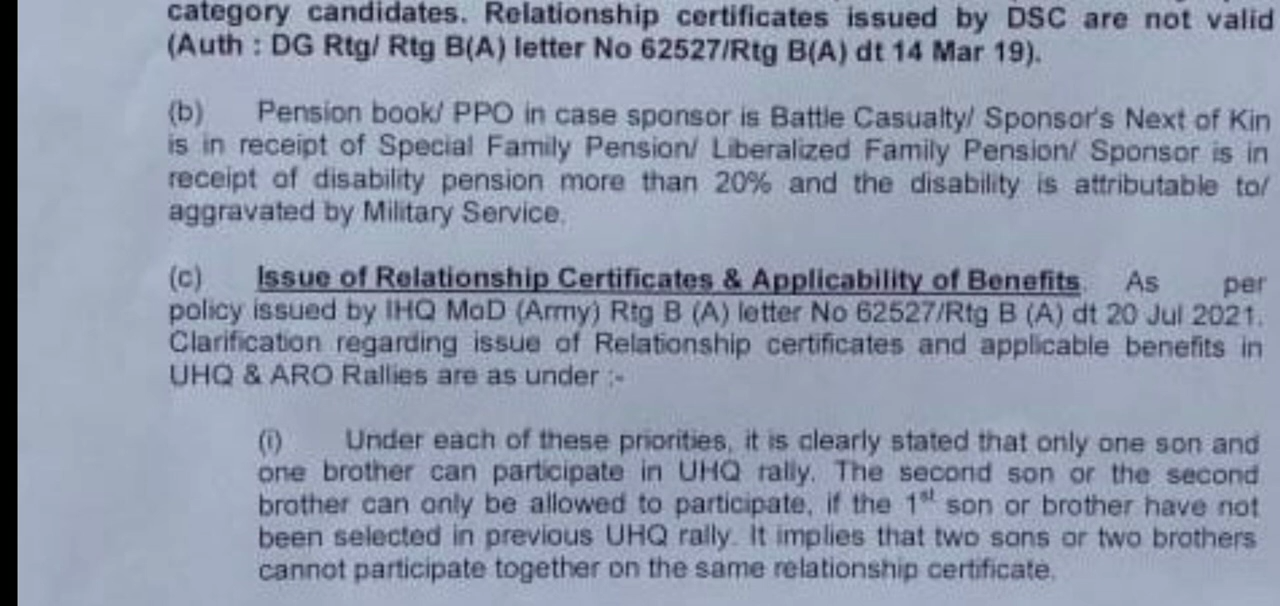 category candidates. Relationship certificates issued by DSC are not valid
(Auth : DG Rtg/ Rtg B(A) letter No 62527/Rtg B(A) dt 14 Mar 19).
(b) Pension book/ PPO in case sponsor is Battle Casualty/ Sponsor's Next of Kin
is in receipt of Special Family Pension/ Liberalized Family Pension/ Sponsor is in
receipt of disability pension more than 20% and the disability is attributable to/
aggravated by Military Service.
(c) Issue of Relationship Certificates & Applicability of Benefits. As per
policy issued by IHQ MoD (Army) Rtg B (A) letter No 62527/Rtg B (A) dt 20 Jul 2021.
Clarification regarding issue of Relationship certificates and applicable benefits in
UHQ & ARO Rallies are as under :-
(i) Under each of these priorities, it is clearly stated that only one son and
one brother can participate in UHQ rally. The second son or the second
brother can only be allowed to participate, if the 1st son or brother have not
been selected in previous UHQ rally. It implies that two sons or two brothers
cannot participate together on the same relationship certificate.